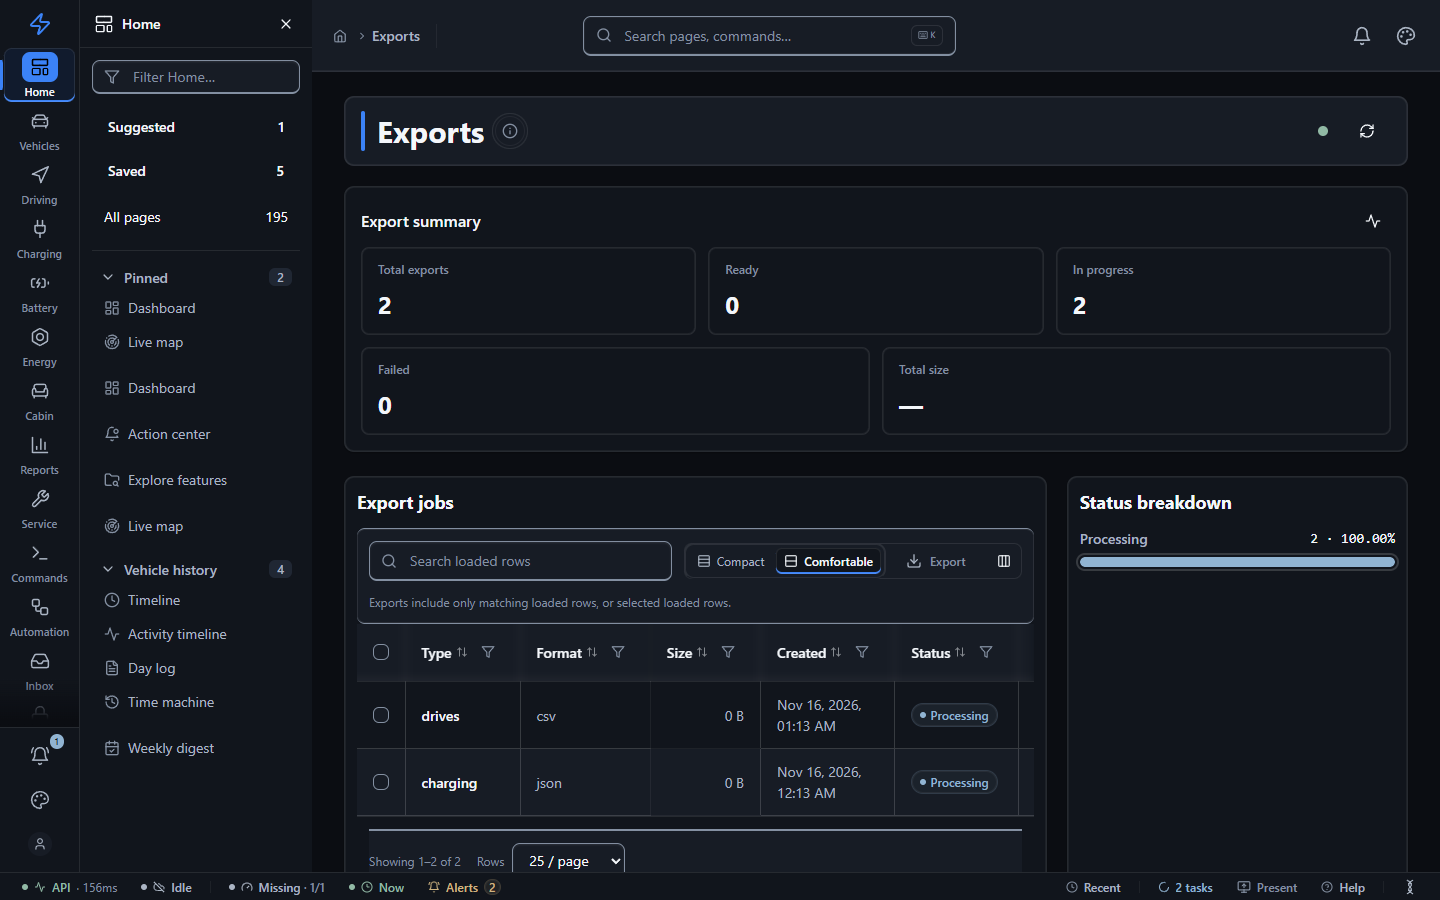 Home
Vehicles
Driving
Charging
Battery
Energy
Cabin
Reports
Service
Commands
Automation
Inbox
1
Home
Filter Home...
Suggested 1
Saved 5
All pages 195
Pinned 2
Dashboard
Live map
Dashboard
Action center
Explore features
Live map
Vehicle history 4
Timeline
Activity timeline
Day log
Time machine
Weekly digest
Exports
Search pages, commands...
K
Exports
Export summary
Total exports
2
Ready
0
In progress
2
Failed
0
Total size
—
Export jobs
Search loaded rows
Compact
Comfortable
Export
Exports include only matching loaded rows, or selected loaded rows.
Type Format Size Created Status
drives csv 0 B Nov 16, 2026, 01:13 AM Processing
charging json 0 B Nov 16, 2026, 12:13 AM Processing
Showing 1–2 of 2 Rows 25 / page
Status breakdown
Processing 2 · 100.00%
API · 156ms Idle Missing · 1/1 Now Alerts 2 Recent 2 tasks Present Help